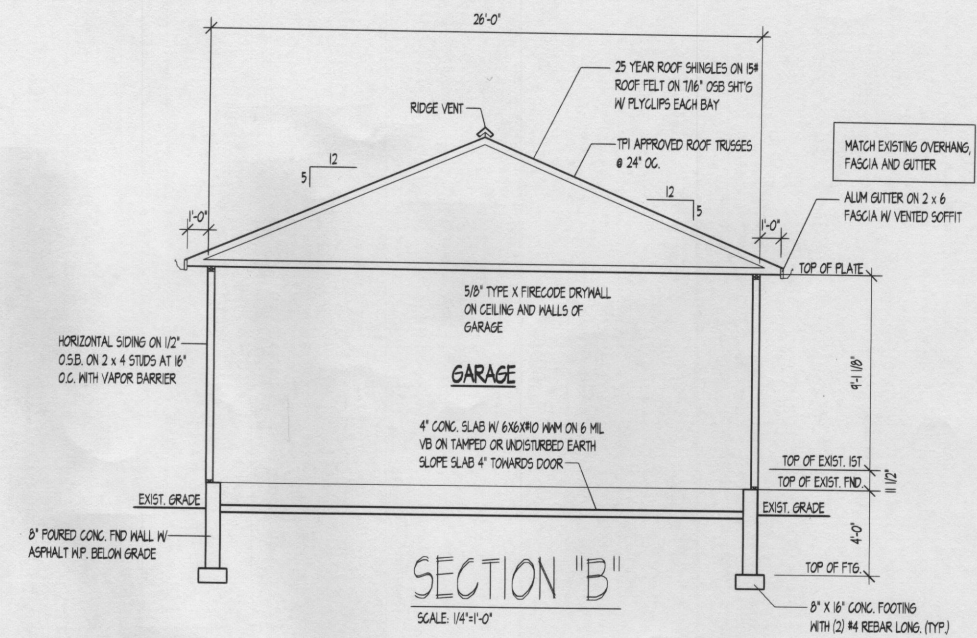 26'-0"
25 YEAR ROOF SHINGLES ON 15#
ROOF FELT ON 7/16" OSB SHT'G
W/ PLYCLIPS EACH BAY
RIDGE VENT
TPI APPROVED ROOF TRUSSES
@ 24" OC.
MATCH EXISTING OVERHANG,
FASCIA AND GUTTER
12
5
12
5
ALUM GUTTER ON 2 x 6
FASCIA W/ VENTED SOFFIT
1'-0"
1'-0"
TOP OF PLATE
5/8" TYPE X FIRECODE DRYWALL
ON CEILING AND WALLS OF
GARAGE
HORIZONTAL SIDING ON 1/2"
O.S.B. ON 2 x 4 STUDS AT 16"
O.C. WITH VAPOR BARRIER
GARAGE
9'-1 1/8"
4" CONC. SLAB W/ 6X6X#10 WWM ON 6 MIL
VB ON TAMPED OR UNDISTURBED EARTH
SLOPE SLAB 4" TOWARDS DOOR
TOP OF EXIST. 1ST
TOP OF EXIST. FND.
11 1/2"
EXIST. GRADE
EXIST. GRADE
8" POURED CONC. FND WALL W/
ASPHALT W.P. BELOW GRADE
4'-0"
TOP OF FTG.
SECTION "B"
SCALE: 1/4"=1'-0"
8" X 16" CONC. FOOTING
WITH (2) #4 REBAR LONG. (TYP.)